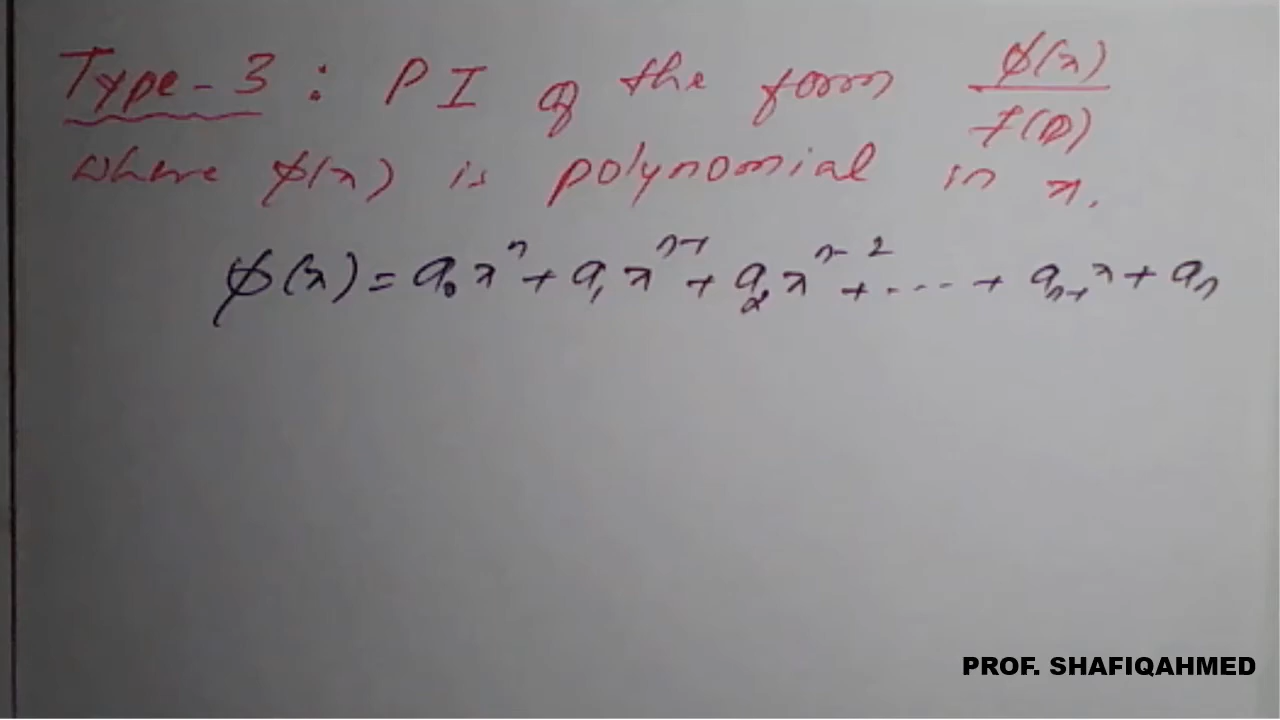 Type-3 : PI of the form ϕ(x)/f(D)
where ϕ(x) is polynomial in x.
ϕ(x) = a₀xⁿ + a₁xⁿ⁻¹ + a₂xⁿ⁻² + .... + aₙ₋₁x + aₙ
PROF. SHAFIQAHMED